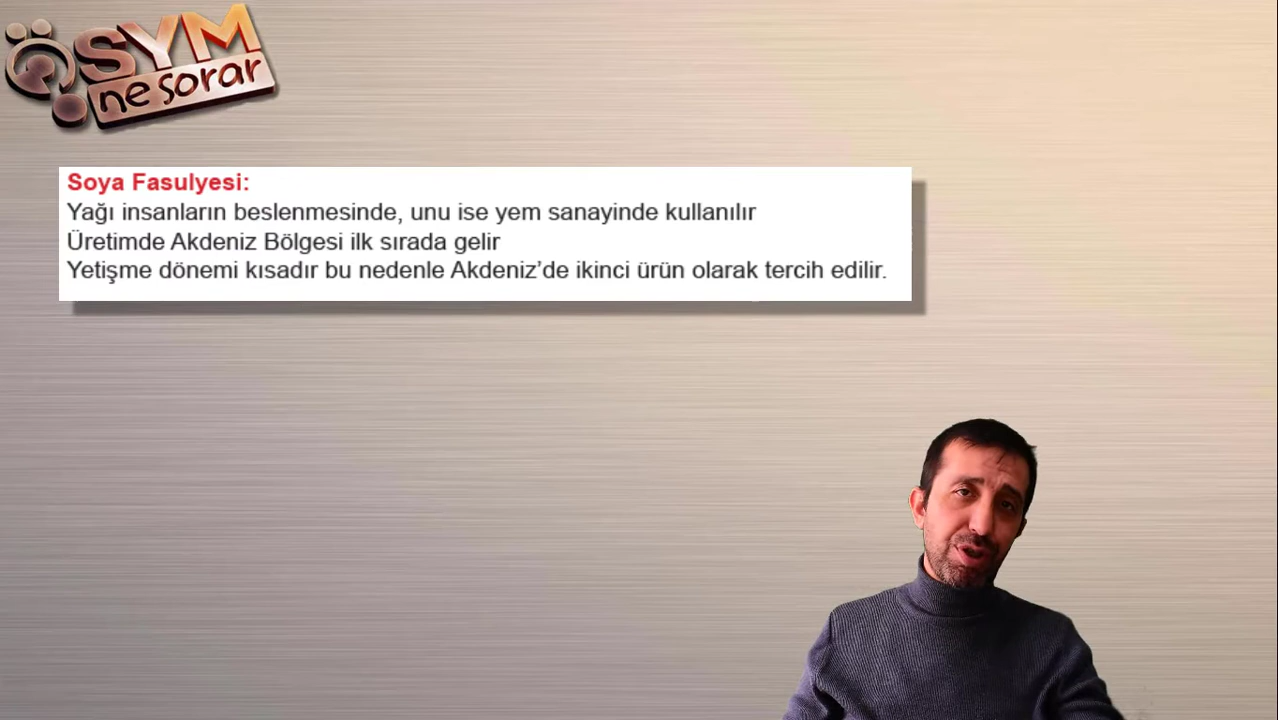 ÖSYM
ne sorar
Soya Fasulyesi:
Yağı insanların beslenmesinde, unu ise yem sanayinde kullanılır
Üretimde Akdeniz Bölgesi ilk sırada gelir
Yetişme dönemi kısadır bu nedenle Akdeniz’de ikinci ürün olarak tercih edilir.